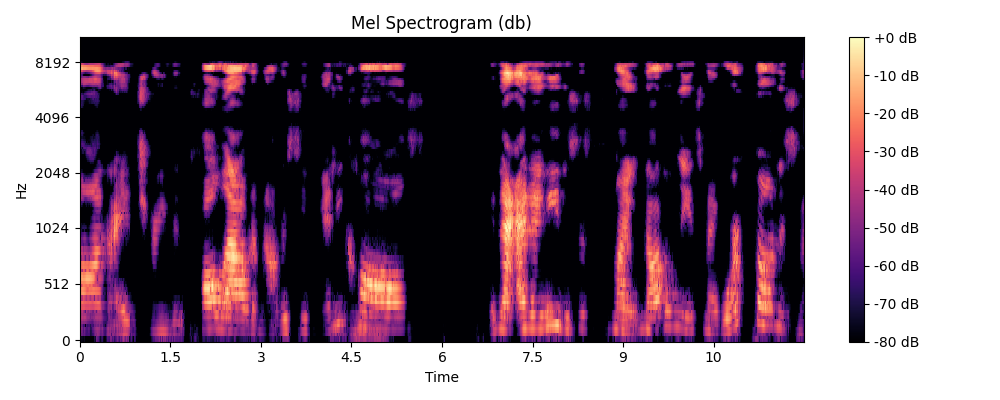 Mel Spectrogram (db)
Hz
8192
4096
2048
1024
512
0
0 1.5 3 4.5 6 7.5 9 10
Time
+0 dB
-10 dB
-20 dB
-30 dB
-40 dB
-50 dB
-60 dB
-70 dB
-80 dB